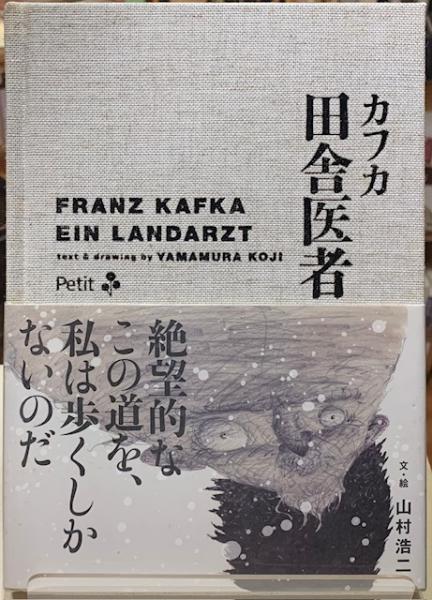 カフカ
田舎医者
FRANZ KAFKA
EIN LANDARZT
text & drawing by YAMAMURA KOJI
Petit
絶望的な
この道を、
私は歩くしか
ないのだ
文・絵 山村浩二